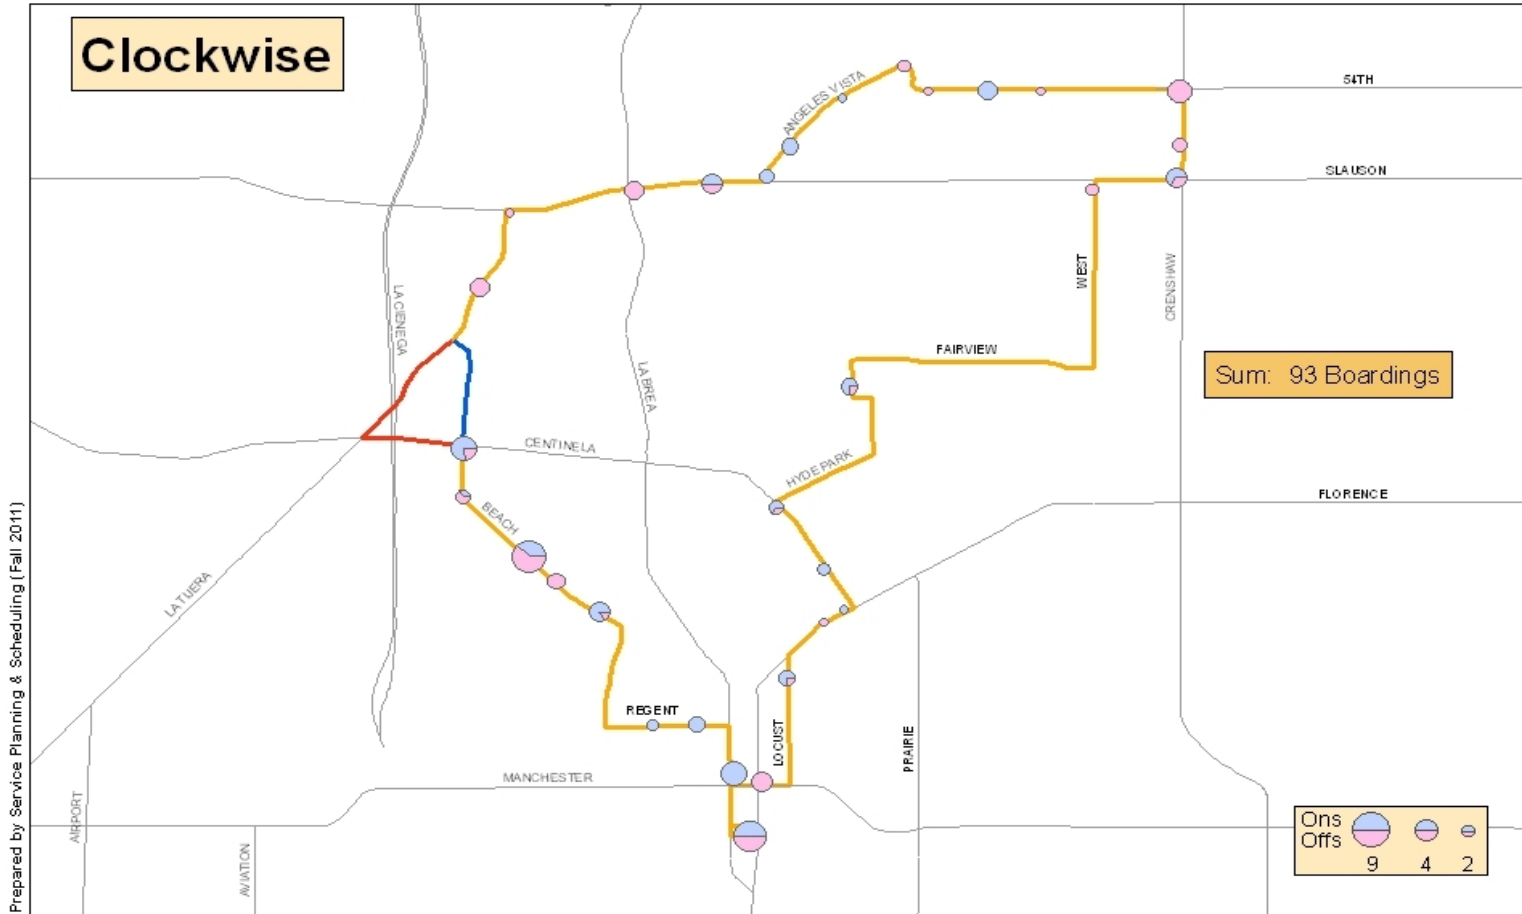 Clockwise
54TH
ANGELES VISTA
SLAUSON
WEST
CRENSHAW
LA CIENEGA
FAIRVIEW
LA BREA
Sum: 93 Boardings
CENTINELA
HYDE PARK
FLORENCE
BEACH
LA TIJERA
REGENT
LOCUST
PRAIRIE
MANCHESTER
AIRPORT
AVIATION
Ons
Offs
9 4 2
Prepared by Service Planning & Scheduling (Fall 2011)